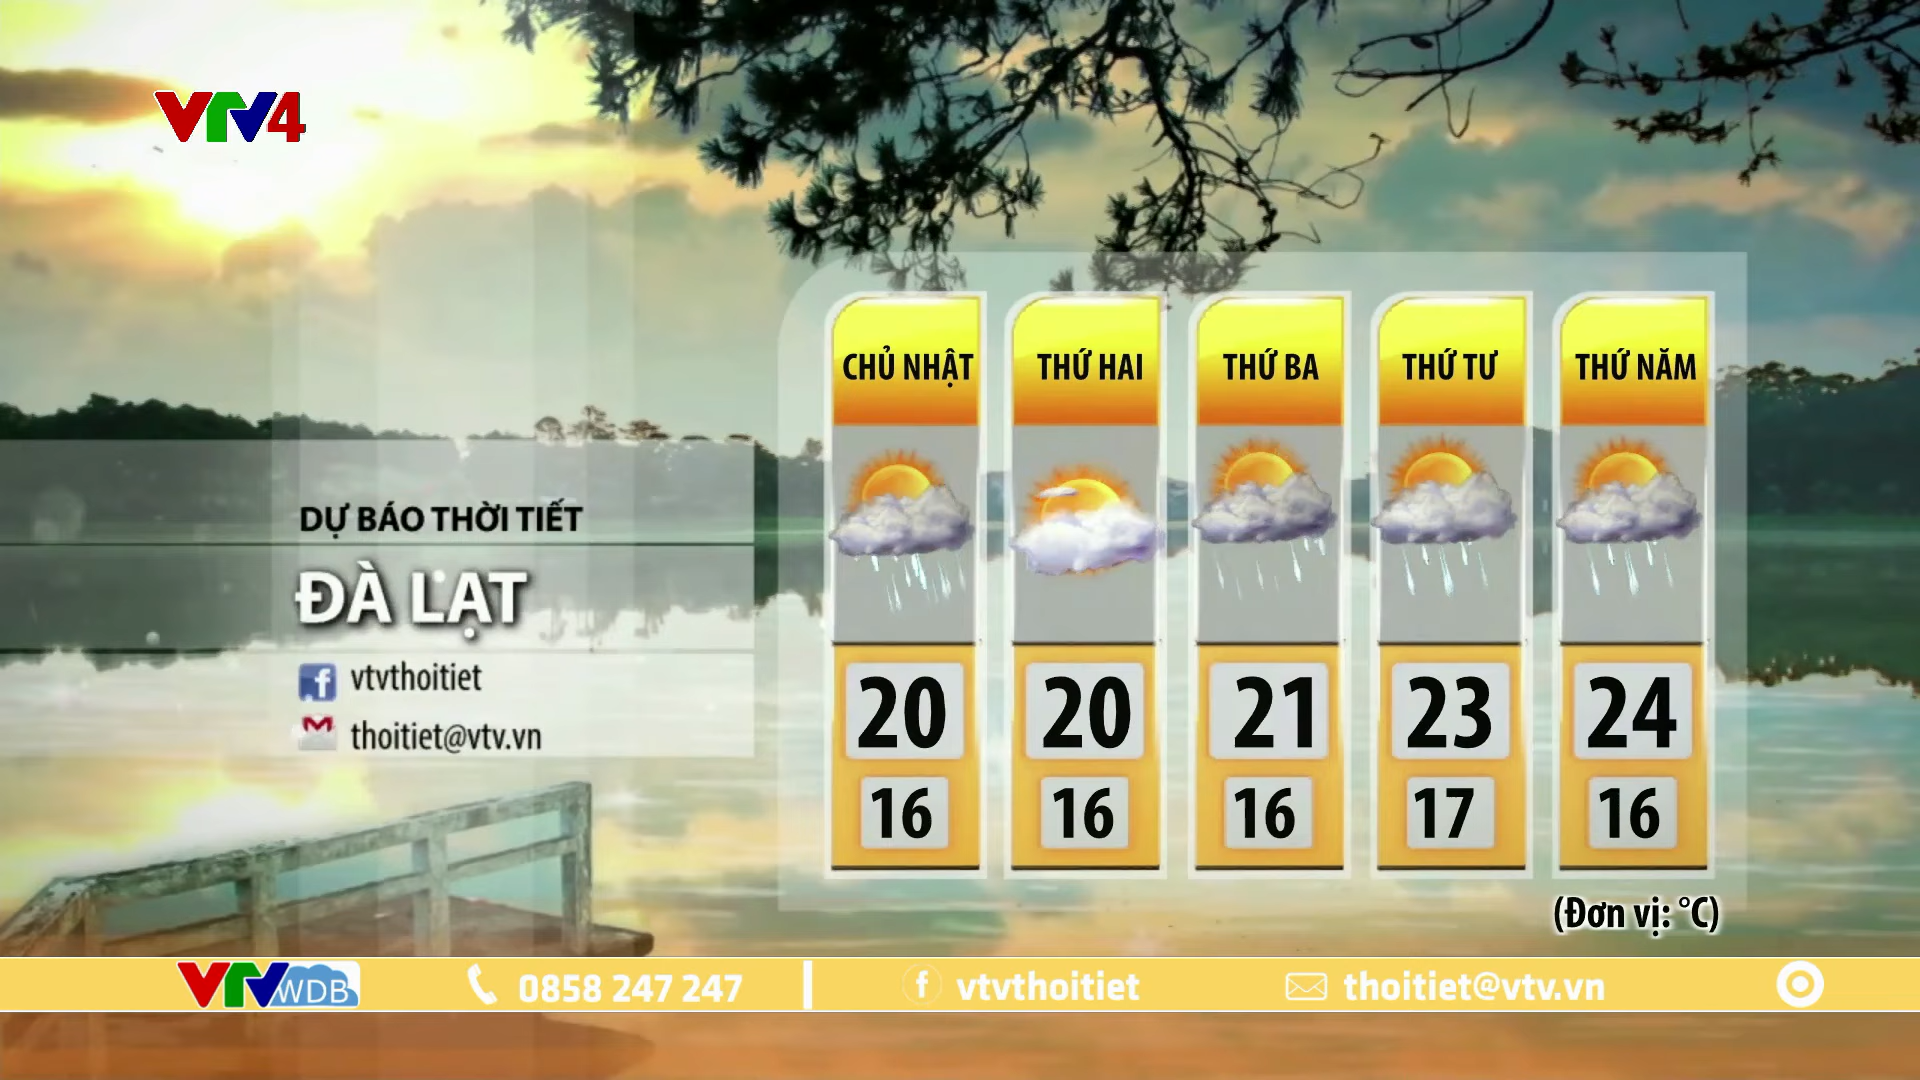 VTV4
DỰ BÁO THỜI TIẾT
ĐÀ LẠT
vtvthoitiet
thoitiet@vtv.vn
CHỦ NHẬT THỨ HAI THỨ BA THỨ TƯ THỨ NĂM
20 20 21 23 24
16 16 16 17 16
(Đơn vị: °C)
VTV WDB 0858 247 247 vtvthoitiet thoitiet@vtv.vn